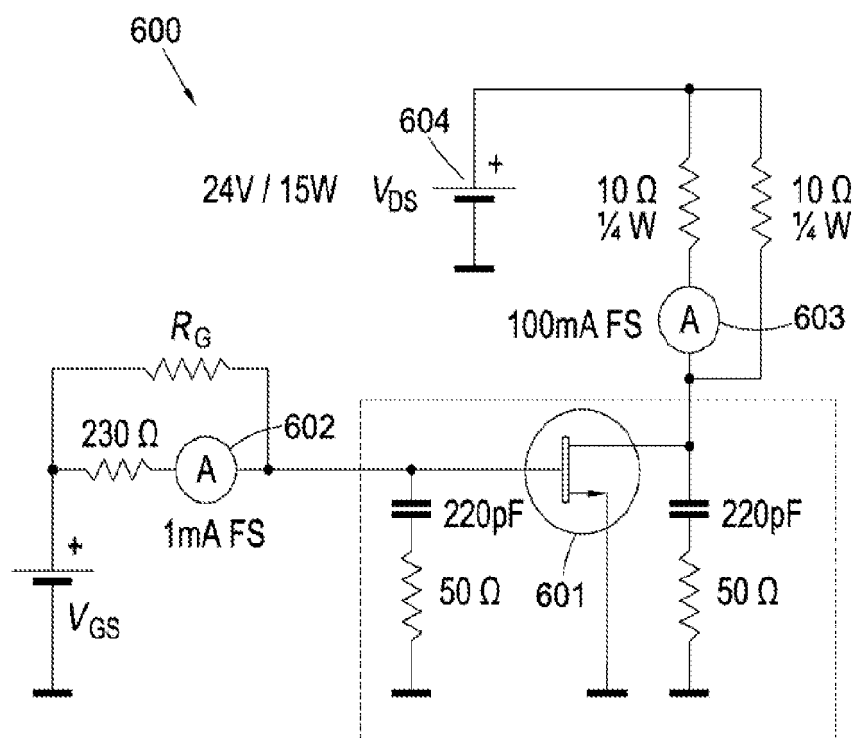 600
604
+
24V / 15W
V_DS
10 Ω
¼ W
10 Ω
¼ W
100mA FS
A
603
R_G
230 Ω
A
602
1mA FS
+
V_GS
220pF
50 Ω
601
220pF
50 Ω